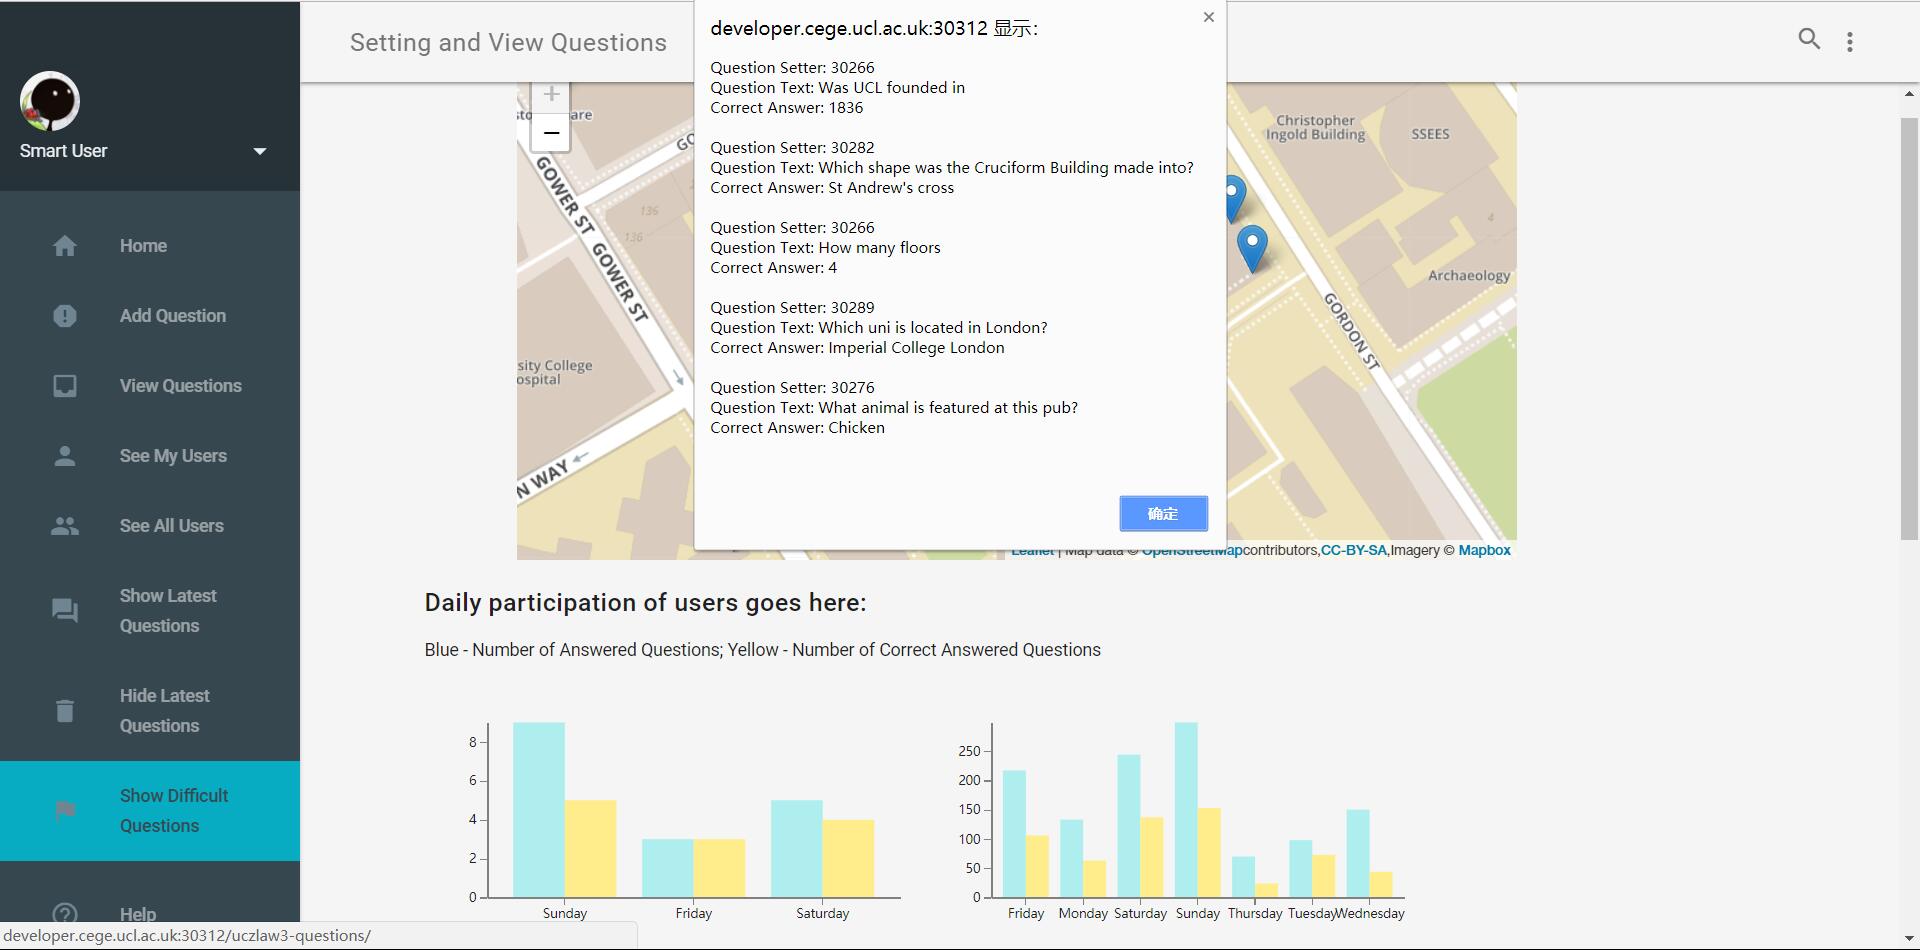 Smart User
Home
Add Question
View Questions
See My Users
See All Users
Show Latest
Questions
Hide Latest
Questions
Show Difficult
Questions
Help
Setting and View Questions
developer.cege.ucl.ac.uk:30312 显示：
Question Setter: 30266
Question Text: Was UCL founded in
Correct Answer: 1836
Question Setter: 30282
Question Text: Which shape was the Cruciform Building made into?
Correct Answer: St Andrew's cross
Question Setter: 30266
Question Text: How many floors
Correct Answer: 4
Question Setter: 30289
Question Text: Which uni is located in London?
Correct Answer: Imperial College London
Question Setter: 30276
Question Text: What animal is featured at this pub?
Correct Answer: Chicken
确定
+
−
GOWER ST
GOWER ST
136
136
sity College
ospital
N WAY
Christopher
Ingold Building
SSEES
4
Archaeology
GORDON ST
Leaflet | Map data © OpenStreetMapcontributors,CC-BY-SA,Imagery © Mapbox
Daily participation of users goes here:
Blue - Number of Answered Questions; Yellow - Number of Correct Answered Questions
8
6
4
2
0
Sunday Friday Saturday
250
200
150
100
50
0
Friday Monday Saturday Sunday Thursday Tuesday Wednesday
developer.cege.ucl.ac.uk:30312/uczlaw3-questions/